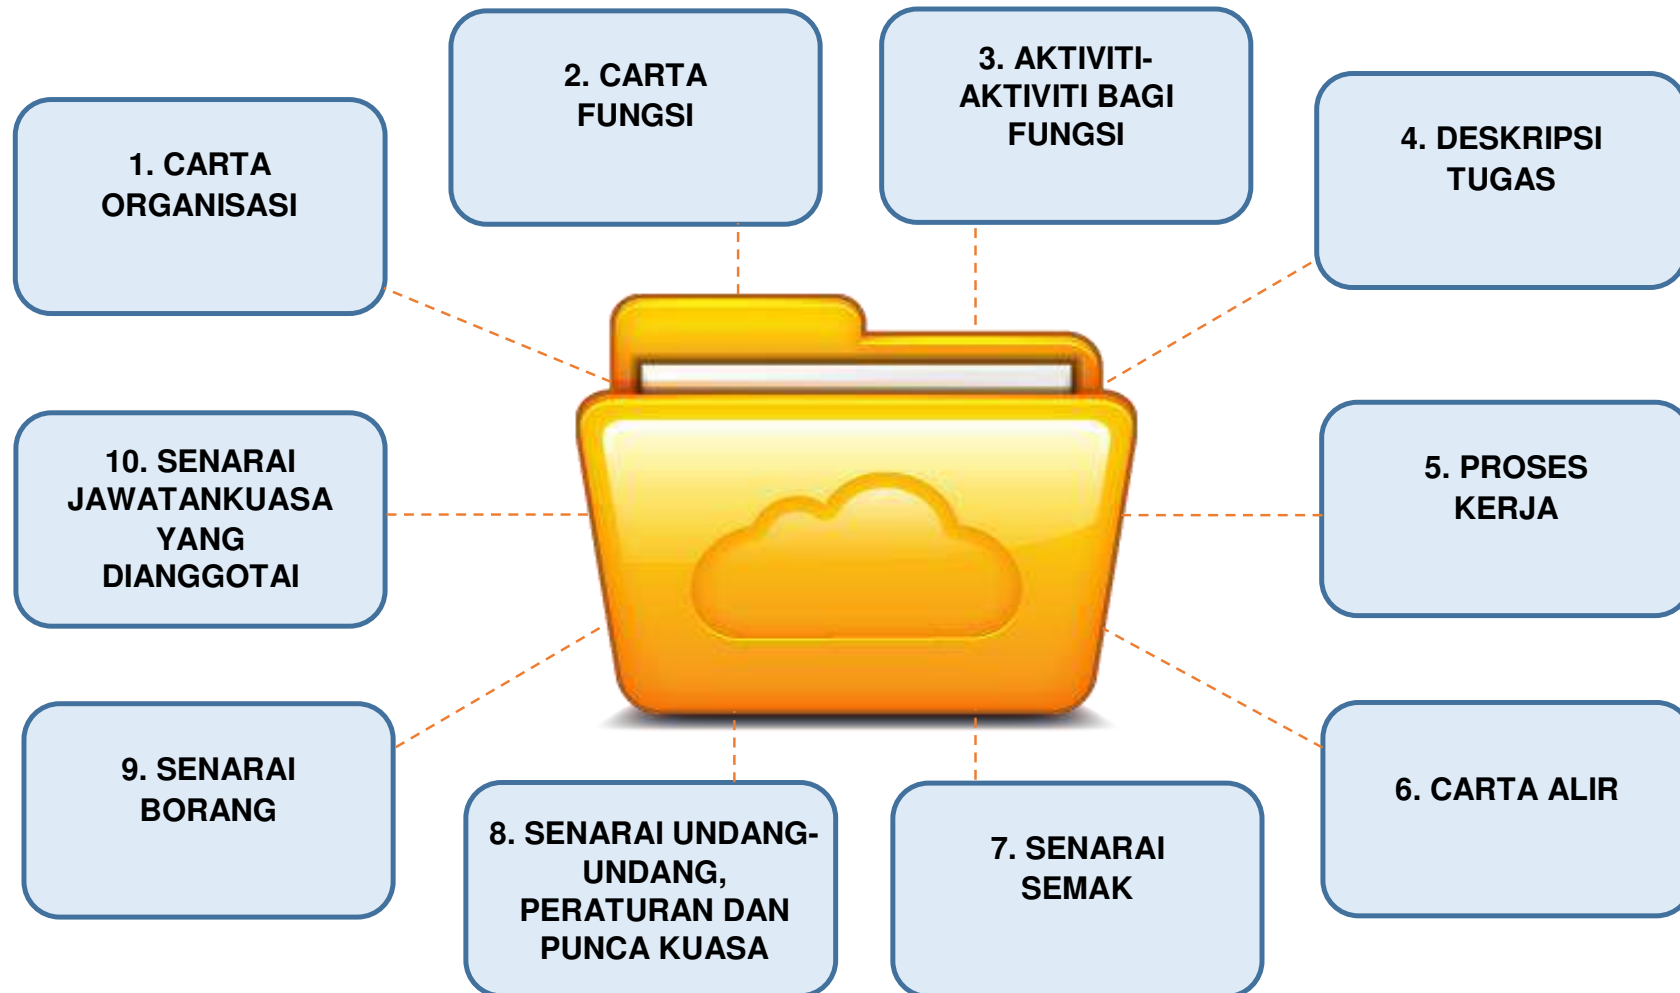 1. CARTA
ORGANISASI
2. CARTA
FUNGSI
3. AKTIVITI-
AKTIVITI BAGI
FUNGSI
4. DESKRIPSI
TUGAS
5. PROSES
KERJA
6. CARTA ALIR
7. SENARAI
SEMAK
8. SENARAI UNDANG-
UNDANG,
PERATURAN DAN
PUNCA KUASA
9. SENARAI
BORANG
10. SENARAI
JAWATANKUASA
YANG
DIANGGOTAI